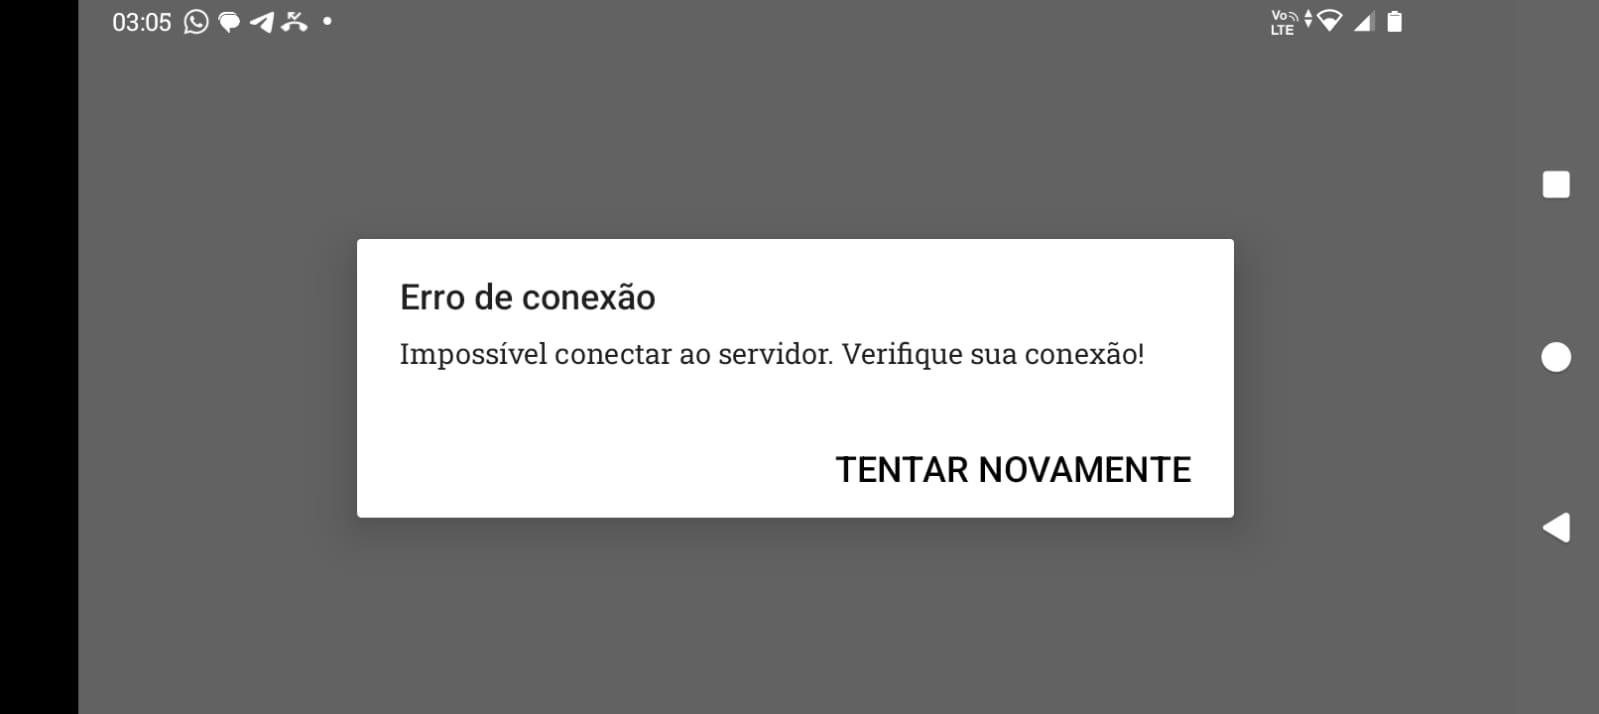 03:05
Vo
LTE
Erro de conexão
Impossível conectar ao servidor. Verifique sua conexão!
TENTAR NOVAMENTE